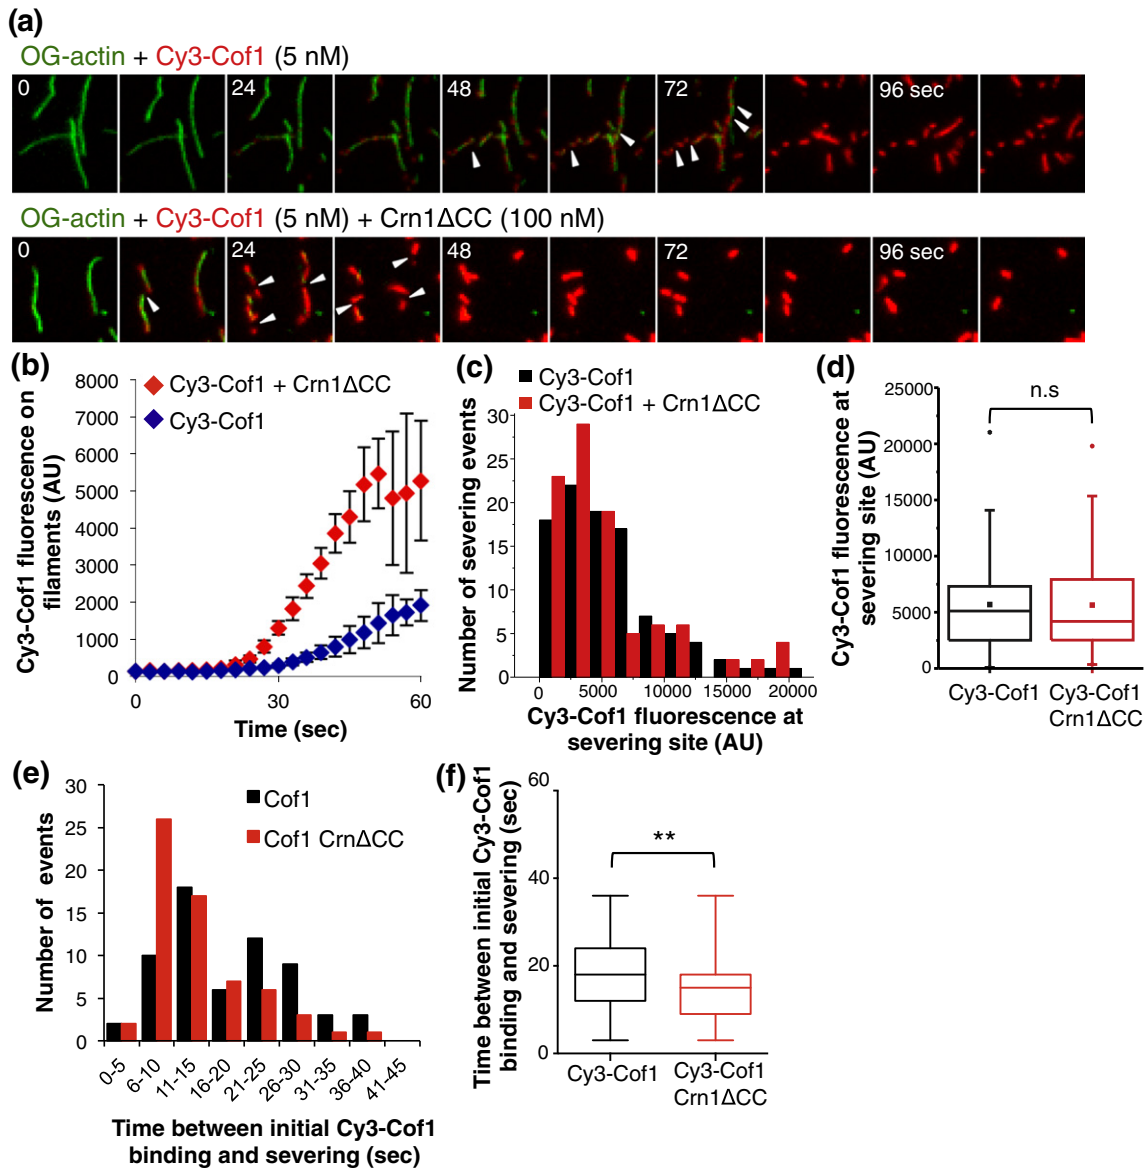 (a)
OG-actin + Cy3-Cof1 (5 nM)
0
24
48
72
96 sec
OG-actin + Cy3-Cof1 (5 nM) + Crn1ΔCC (100 nM)
0
24
48
72
96 sec
(b)
Cy3-Cof1 + Crn1ΔCC
Cy3-Cof1
Cy3-Cof1 fluorescence on
filaments (AU)
8000
7000
6000
5000
4000
3000
2000
1000
0
0
30
60
Time (sec)
(c)
Cy3-Cof1
Cy3-Cof1 + Crn1ΔCC
Number of severing events
30
25
20
15
10
5
0
0
5000
10000
15000
20000
Cy3-Cof1 fluorescence at
severing site (AU)
(d)
n.s
Cy3-Cof1 fluorescence at
severing site (AU)
25000
20000
15000
10000
5000
0
Cy3-Cof1
Cy3-Cof1
Crn1ΔCC
(e)
Cof1
Cof1 CrnΔCC
Number of events
30
25
20
15
10
5
0
0-5
6-10
11-15
16-20
21-25
26-30
31-35
36-40
41-45
Time between initial Cy3-Cof1
binding and severing (sec)
(f)
**
Time between initial Cy3-Cof1
binding and severing (sec)
60
40
20
0
Cy3-Cof1
Cy3-Cof1
Crn1ΔCC